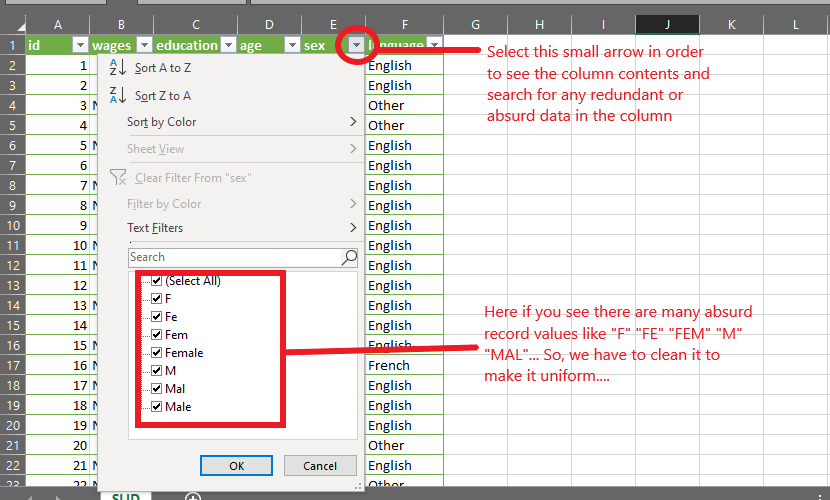 A B C D E F G H I J K L
1 id wages education age sex language
Select this small arrow in order
to see the column contents and
search for any redundant or
absurd data in the column
2 1 English
3 2 English
4 3 N Other
5 4 Other
6 5 N English
7 6 English
8 7 N English
9 8 N English
10 9 English
11 10 N English
12 11 N English
13 12 English
14 13 N English
15 14 English
16 15 N English
17 16 N French
18 17 N English
19 18 N English
20 19 N English
21 20 Other
22 21 N English
23 22 Other
Sort A to Z
Sort Z to A
Sort by Color
Sheet View
Clear Filter From "sex"
Filter by Color
Text Filters
Search
(Select All)
F
Fe
Fem
Female
M
Mal
Male
OK Cancel
Here if you see there are many absurd
record values like "F" "FE" "FEM" "M"
"MAL"... So, we have to clean it to
make it uniform....